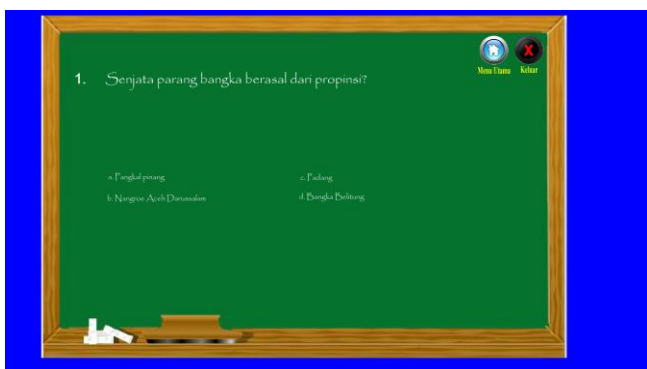 Menu Utama Keluar
1. Senjata parang bangka berasal dari propinsi?
a. Pangkal pinang
c. Padang
b. Nangroe Aceh Darussalam
d. Bangka Belitung